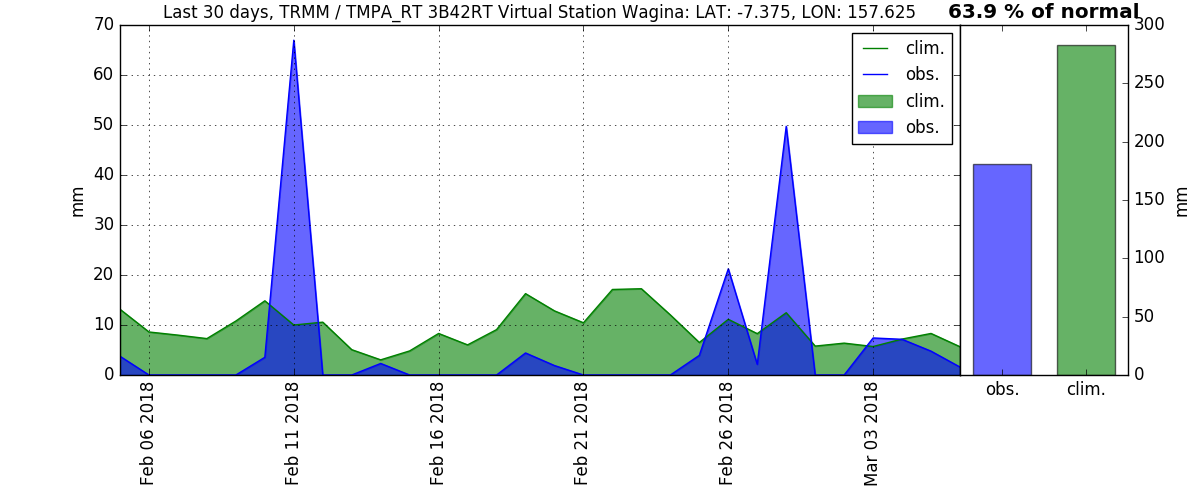 Last 30 days, TRMM / TMPA_RT 3B42RT Virtual Station Wagina: LAT: -7.375, LON: 157.625
63.9 % of normal
70
60
50
40
30
20
10
0
mm
clim.
obs.
clim.
obs.
Feb 06 2018
Feb 11 2018
Feb 16 2018
Feb 21 2018
Feb 26 2018
Mar 03 2018
300
250
200
150
100
50
0
mm
obs.
clim.